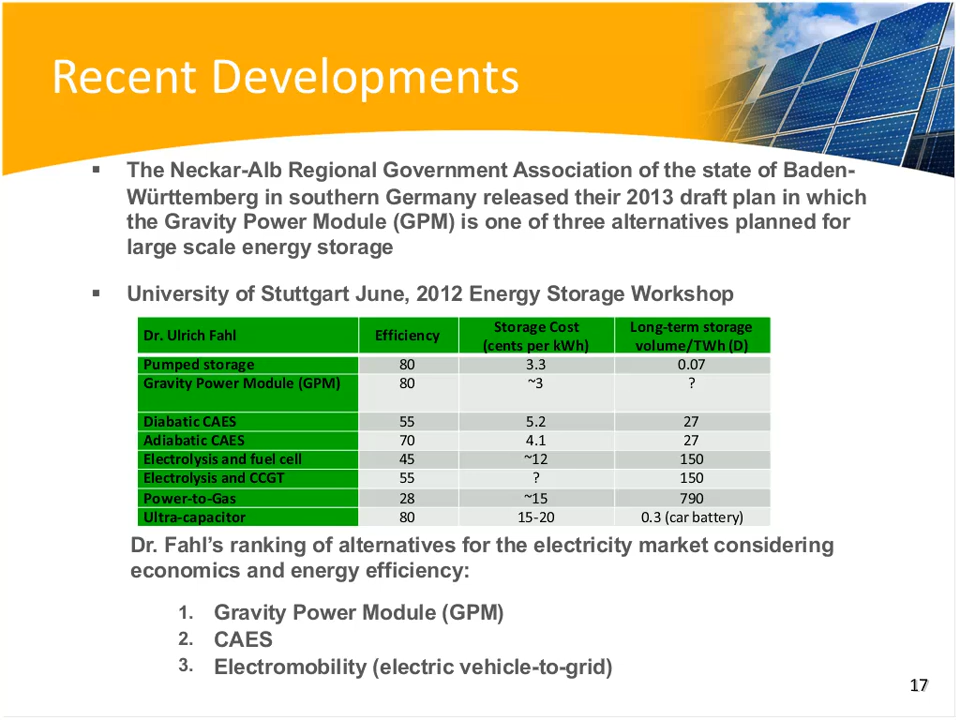 Recent Developments
▪ The Neckar-Alb Regional Government Association of the state of Baden-
Württemberg in southern Germany released their 2013 draft plan in which
the Gravity Power Module (GPM) is one of three alternatives planned for
large scale energy storage
▪ University of Stuttgart June, 2012 Energy Storage Workshop
Dr. Ulrich Fahl Efficiency Storage Cost (cents per kWh) Long-term storage volume/TWh (D)
Pumped storage 80 3.3 0.07
Gravity Power Module (GPM) 80 ~3 ?
Diabatic CAES 55 5.2 27
Adiabatic CAES 70 4.1 27
Electrolysis and fuel cell 45 ~12 150
Electrolysis and CCGT 55 ? 150
Power-to-Gas 28 ~15 790
Ultra-capacitor 80 15-20 0.3 (car battery)
Dr. Fahl’s ranking of alternatives for the electricity market considering
economics and energy efficiency:
1. Gravity Power Module (GPM)
2. CAES
3. Electromobility (electric vehicle-to-grid)
17